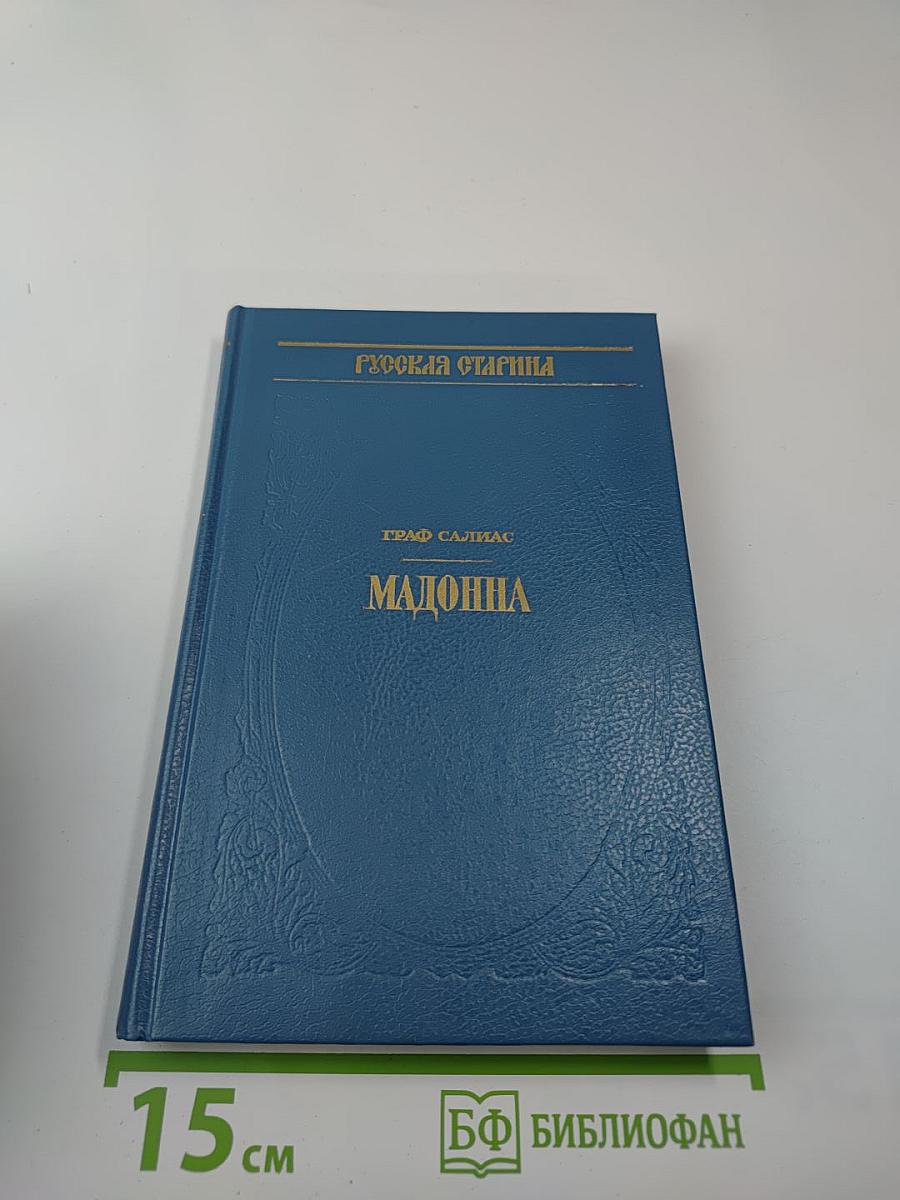 РУССКАЯ СТАРИНА
ГРАФ САЛИАС
МАДОННА
15 см
БФ БИБЛИОФАН